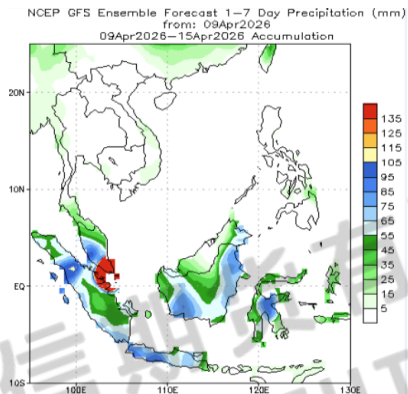 NCEP GFS Ensemble Forecast 1-7 Day Precipitation (mm)
from: 09Apr2026
09Apr2026-15Apr2026 Accumulation
20N
10N
EQ
10S
100E
110E
120E
130E
135
125
115
105
95
85
75
65
55
45
35
25
15
5